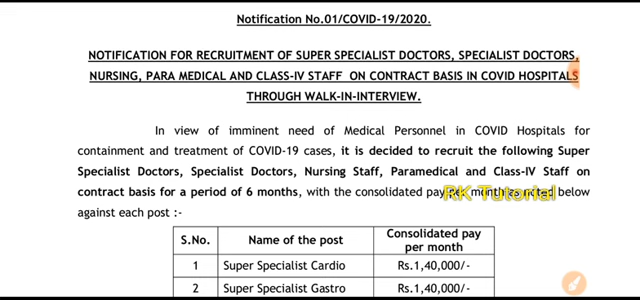 Notification No.01/COVID-19/2020.
NOTIFICATION FOR RECRUITMENT OF SUPER SPECIALIST DOCTORS, SPECIALIST DOCTORS,
NURSING, PARA MEDICAL AND CLASS-IV STAFF ON CONTRACT BASIS IN COVID HOSPITALS
THROUGH WALK-IN-INTERVIEW.
In view of imminent need of Medical Personnel in COVID Hospitals for
containment and treatment of COVID-19 cases, it is decided to recruit the following Super
Specialist Doctors, Specialist Doctors, Nursing Staff, Paramedical and Class-IV Staff on
contract basis for a period of 6 months, with the consolidated pay per month as noted below
RK Tutorial
against each post :-
S.No. Name of the post Consolidated pay per month
1 Super Specialist Cardio Rs.1,40,000/-
2 Super Specialist Gastro Rs.1,40,000/-